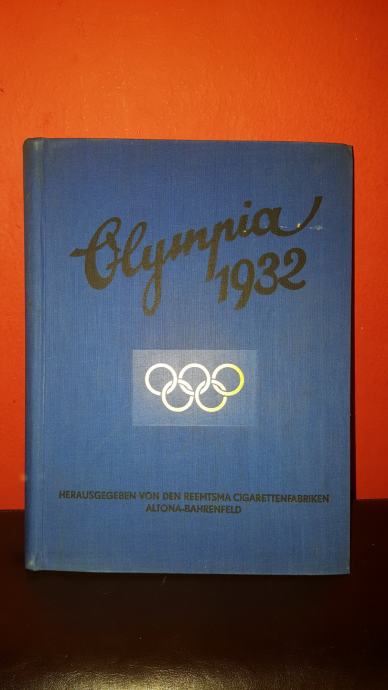 Olympia
1932
HERAUSGEGEBEN VON DEN REEMTSMA CIGARETTENFABRIKEN
ALTONA-BAHRENFELD